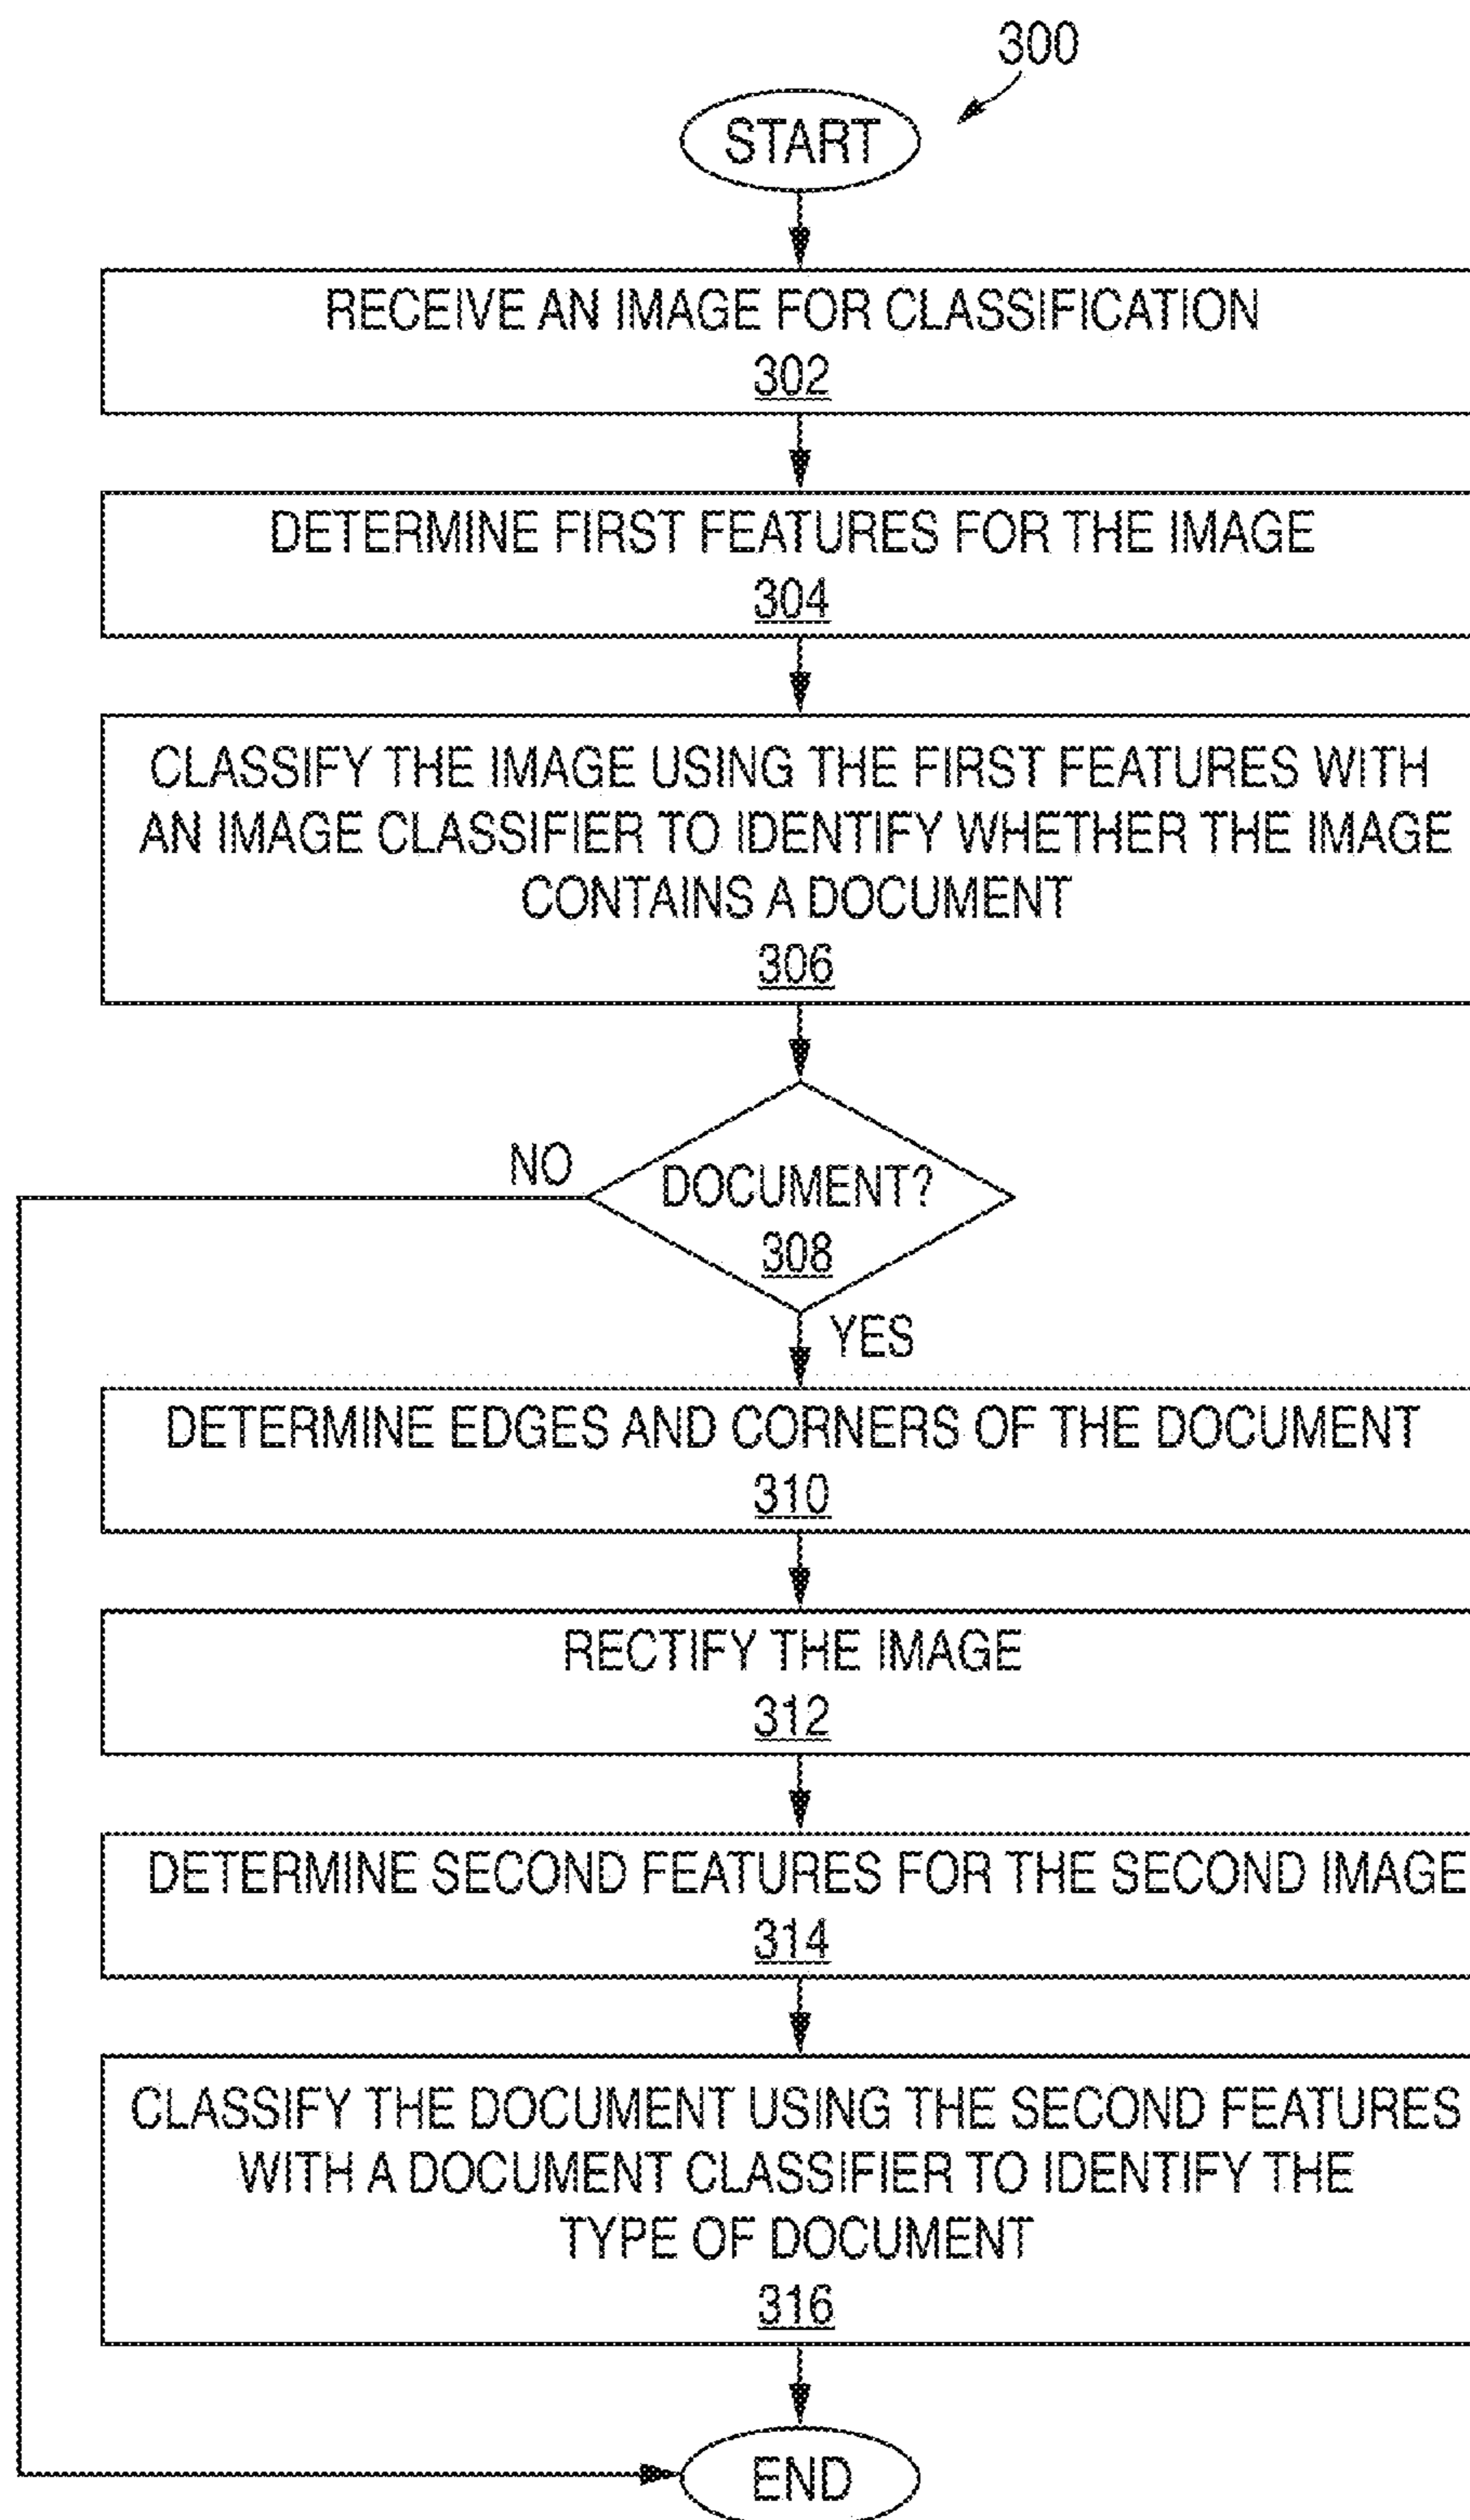 300
START
RECEIVE AN IMAGE FOR CLASSIFICATION
302
DETERMINE FIRST FEATURES FOR THE IMAGE
304
CLASSIFY THE IMAGE USING THE FIRST FEATURES WITH
AN IMAGE CLASSIFIER TO IDENTIFY WHETHER THE IMAGE
CONTAINS A DOCUMENT
306
NO
DOCUMENT?
308
YES
DETERMINE EDGES AND CORNERS OF THE DOCUMENT
310
RECTIFY THE IMAGE
312
DETERMINE SECOND FEATURES FOR THE SECOND IMAGE
314
CLASSIFY THE DOCUMENT USING THE SECOND FEATURES
WITH A DOCUMENT CLASSIFIER TO IDENTIFY THE
TYPE OF DOCUMENT
316
END